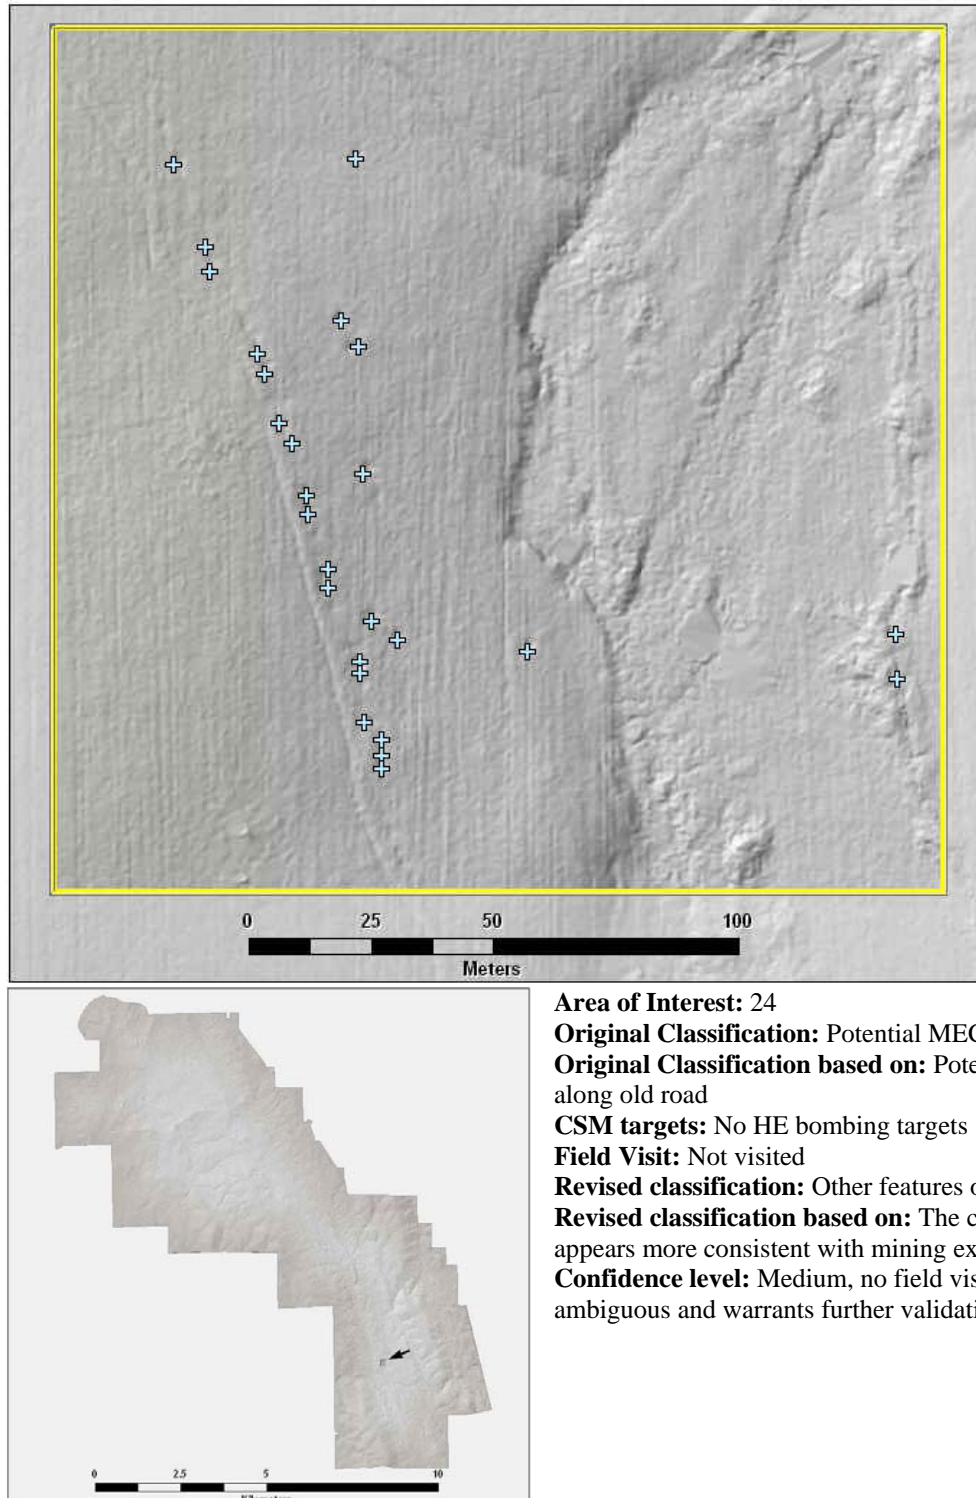 0 25 50 100
Meters
Area of Interest: 24
Original Classification: Potential MEC
Original Classification based on: Pote
along old road
CSM targets: No HE bombing targets
Field Visit: Not visited
Revised classification: Other features o
Revised classification based on: The c
appears more consistent with mining ex
Confidence level: Medium, no field vis
ambiguous and warrants further validati
0 2.5 5 10